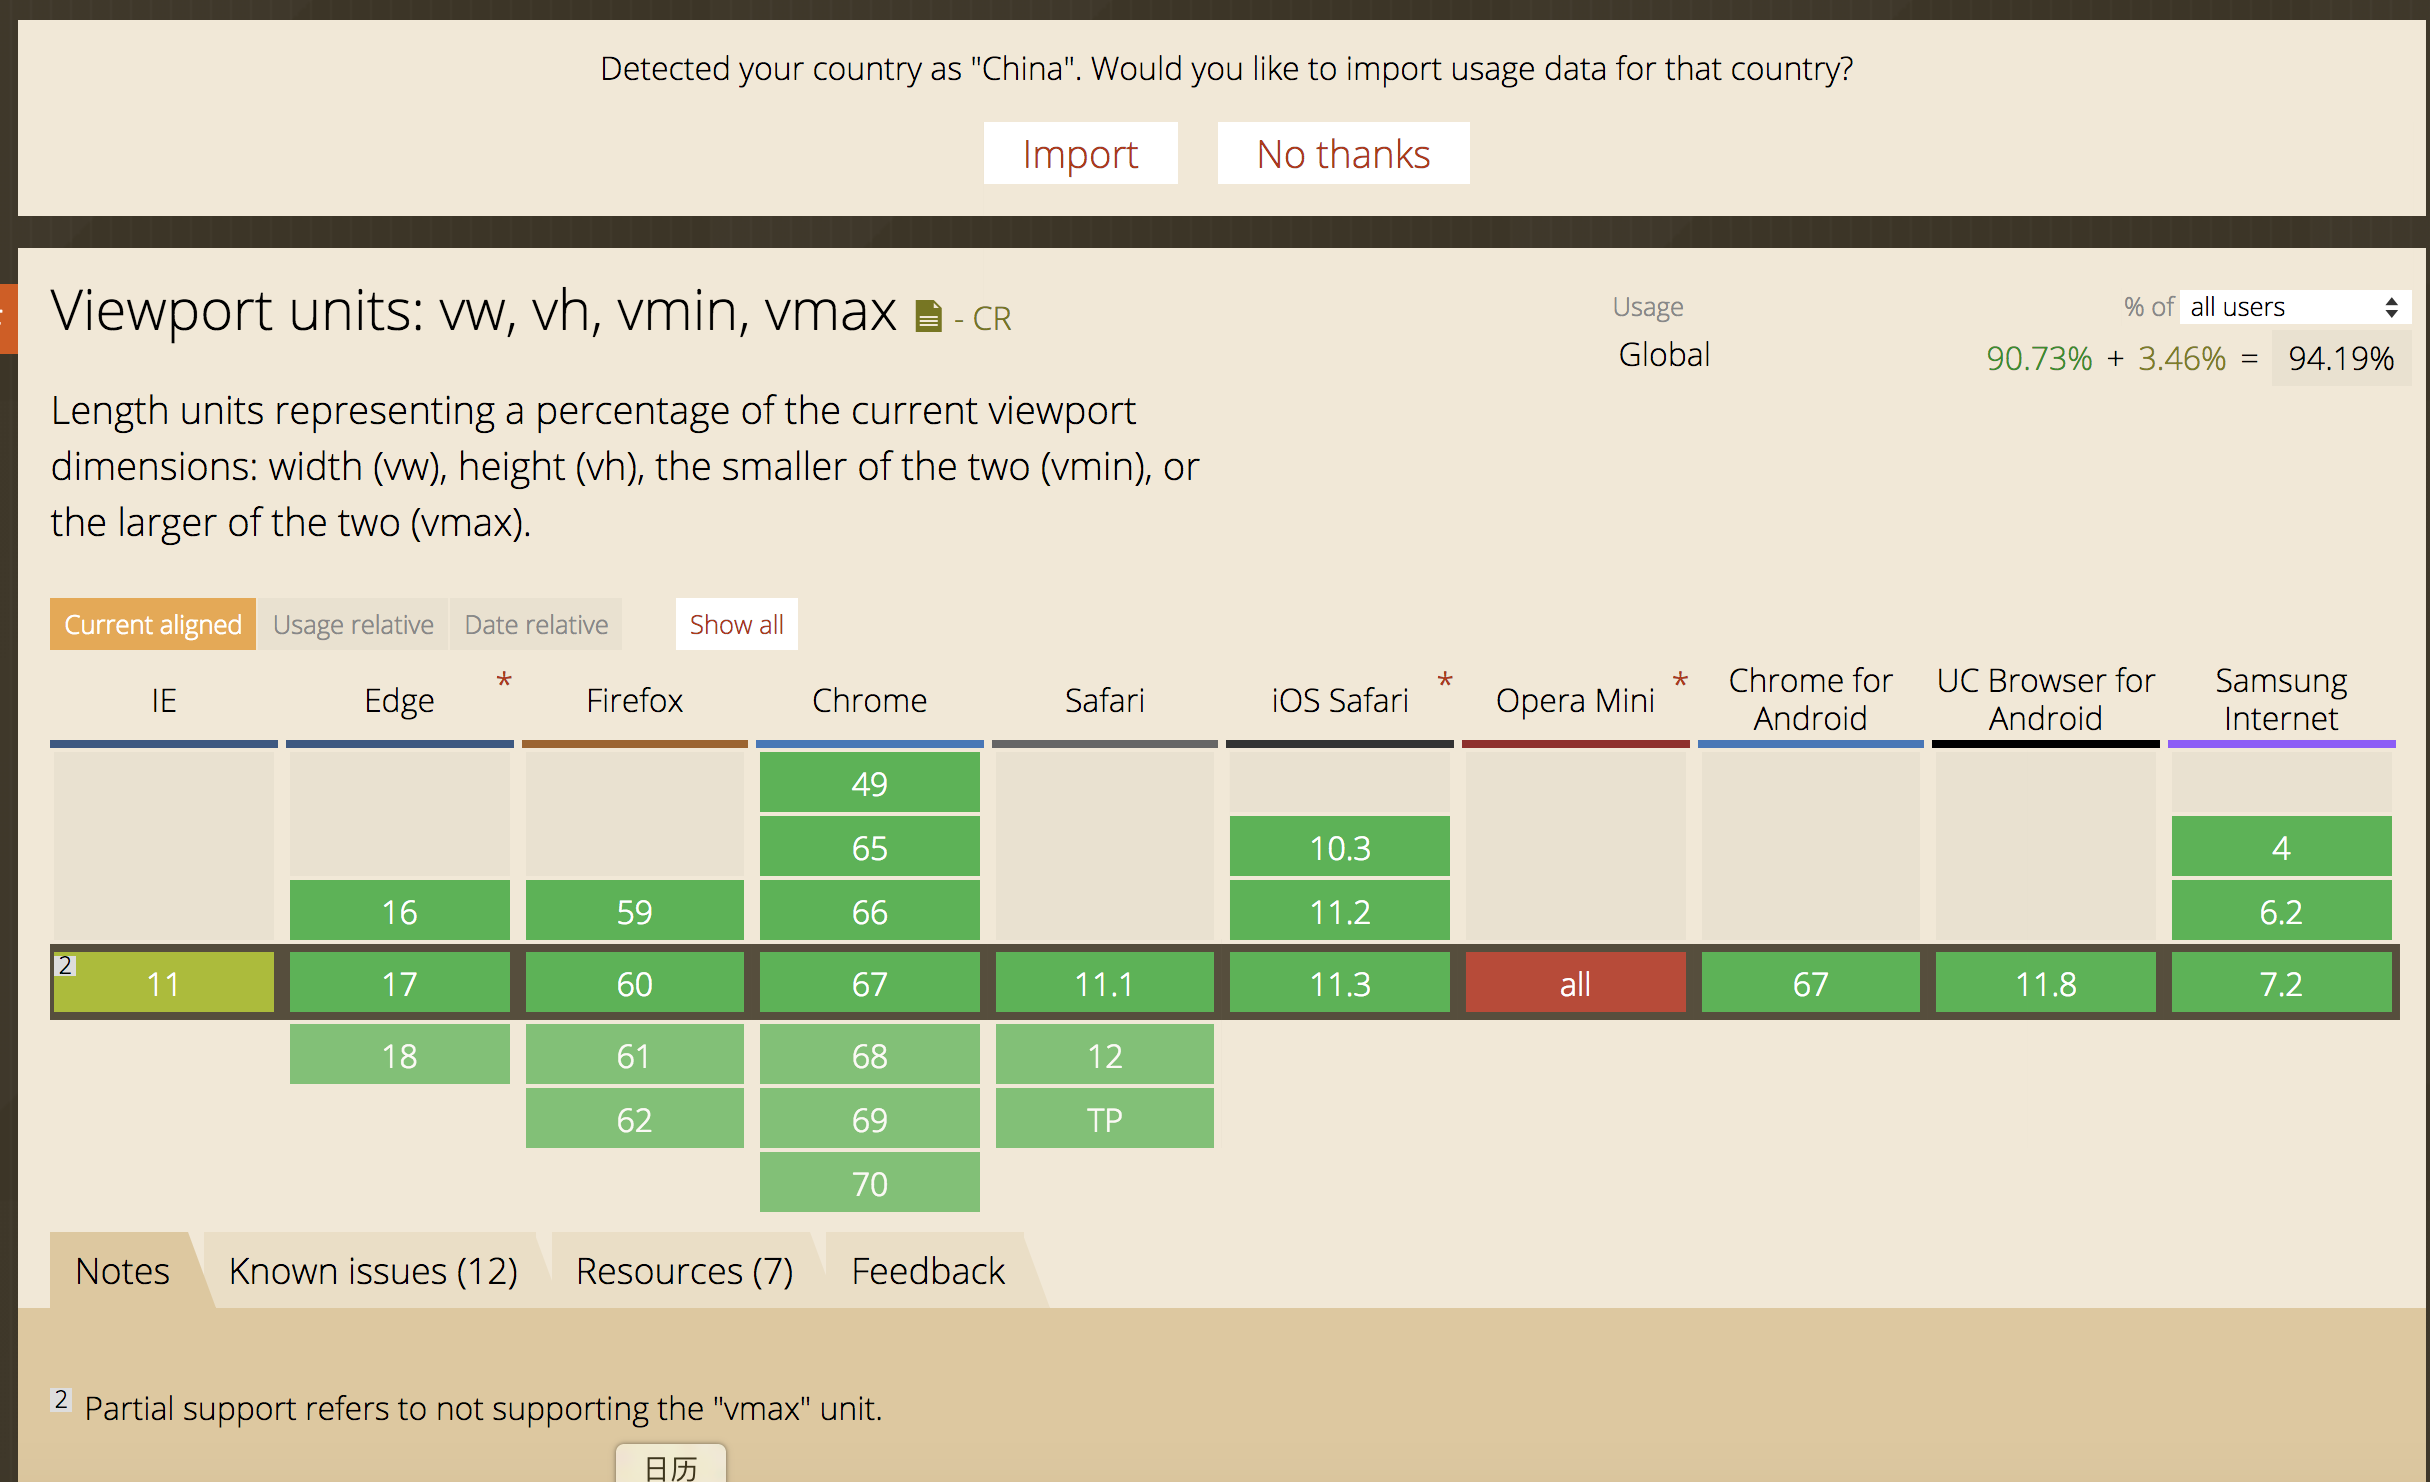 Detected your country as "China". Would you like to import usage data for that country?
Import No thanks
Viewport units: vw, vh, vmin, vmax - CR
Usage % of all users
Global 90.73% + 3.46% = 94.19%
Length units representing a percentage of the current viewport
dimensions: width (vw), height (vh), the smaller of the two (vmin), or
the larger of the two (vmax).
Current aligned Usage relative Date relative Show all
IE Edge * Firefox Chrome Safari iOS Safari * Opera Mini * Chrome for Android UC Browser for Android Samsung Internet
49
65 10.3 4
16 59 66 11.2 6.2
2 11 17 60 67 11.1 11.3 all 67 11.8 7.2
18 61 68 12
62 69 TP
70
Notes Known issues (12) Resources (7) Feedback
2 Partial support refers to not supporting the "vmax" unit.
日历